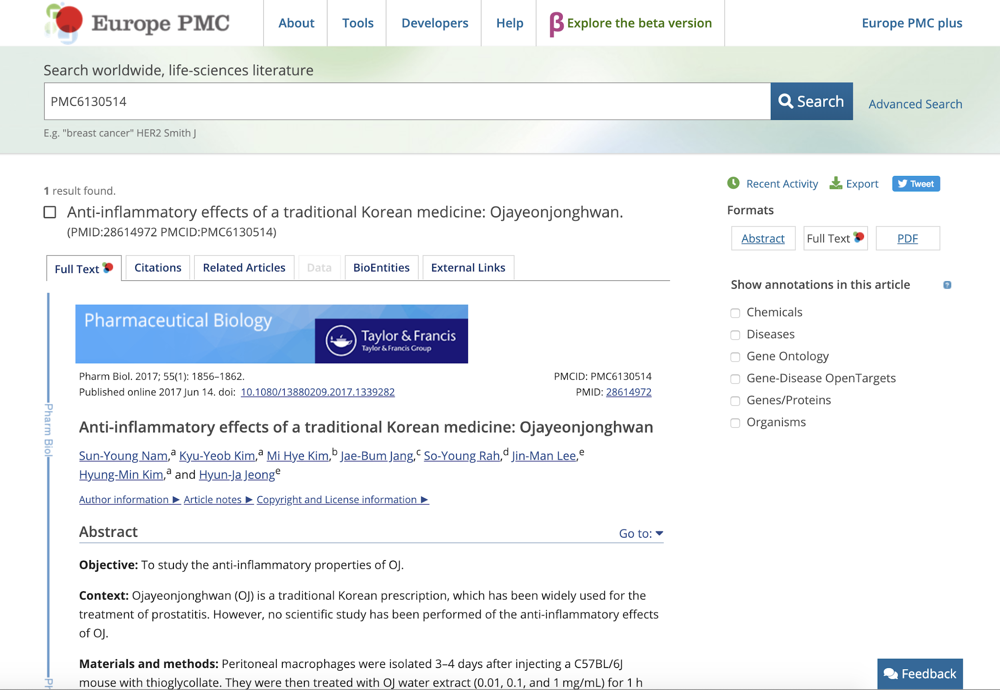 Europe PMC
About
Tools
Developers
Help
β Explore the beta version
Europe PMC plus
Search worldwide, life-sciences literature
PMC6130514
Search
Advanced Search
E.g. "breast cancer" HER2 Smith J
1 result found.
Anti-inflammatory effects of a traditional Korean medicine: Ojayeonjonghwan.
(PMID:28614972 PMCID:PMC6130514)
Full Text
Citations
Related Articles
Data
BioEntities
External Links
Pharmaceutical Biology
Taylor & Francis
Taylor & Francis Group
Pharm Biol. 2017; 55(1): 1856–1862.
PMCID: PMC6130514
Published online 2017 Jun 14. doi: 10.1080/13880209.2017.1339282
PMID: 28614972
Pharm Biol
Anti-inflammatory effects of a traditional Korean medicine: Ojayeonjonghwan
Sun-Young Nam,a Kyu-Yeob Kim,a Mi Hye Kim,b Jae-Bum Jang,c So-Young Rah,d Jin-Man Lee,e
Hyung-Min Kim,a and Hyun-Ja Jeonge
Author information ► Article notes ► Copyright and License information ►
Abstract
Go to:
Objective: To study the anti-inflammatory properties of OJ.
Context: Ojayeonjonghwan (OJ) is a traditional Korean prescription, which has been widely used for the
treatment of prostatitis. However, no scientific study has been performed of the anti-inflammatory effects
of OJ.
Materials and methods: Peritoneal macrophages were isolated 3–4 days after injecting a C57BL/6J
mouse with thioglycollate. They were then treated with OJ water extract (0.01, 0.1, and 1 mg/mL) for 1 h
Recent Activity
Export
Tweet
Formats
Abstract
Full Text
PDF
Show annotations in this article
?
Chemicals
Diseases
Gene Ontology
Gene-Disease OpenTargets
Genes/Proteins
Organisms
Feedback